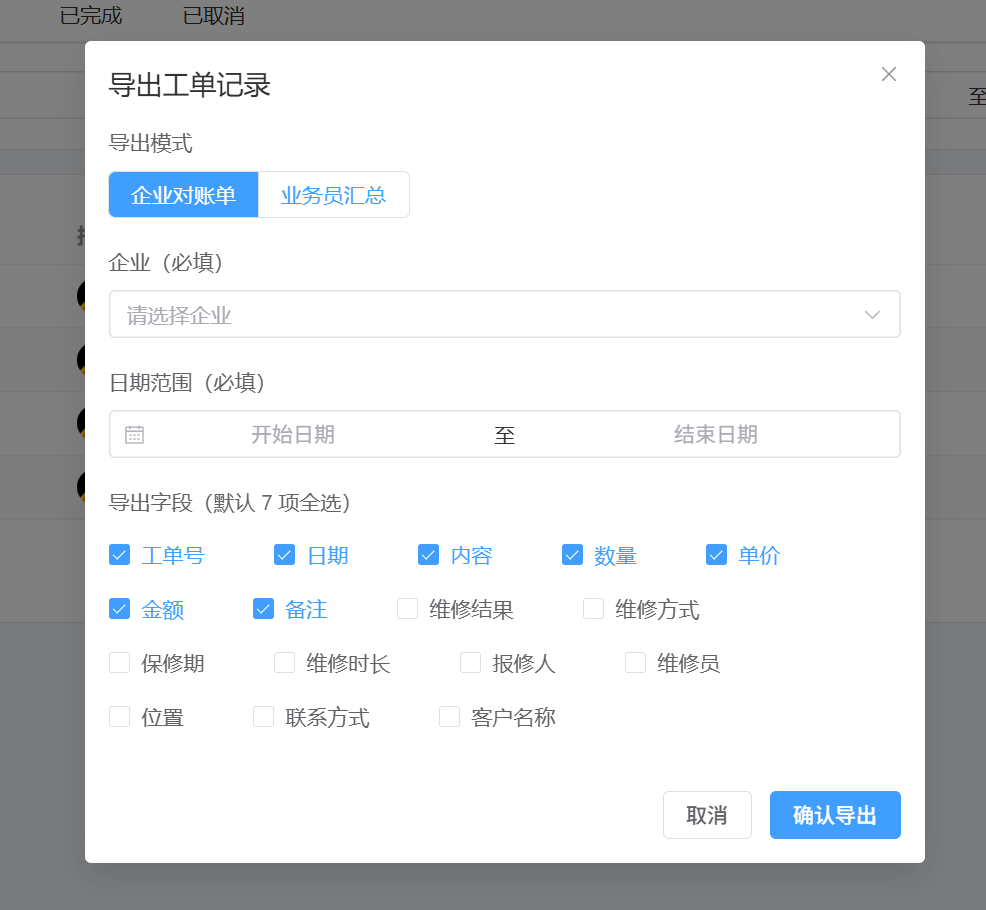 已完成 已取消
导出工单记录
至
导出模式
企业对账单 业务员汇总
企业（必填）
请选择企业
日期范围（必填）
开始日期 至 结束日期
导出字段（默认 7 项全选）
工单号 日期 内容 数量 单价
金额 备注 维修结果 维修方式
保修期 维修时长 报修人 维修员
位置 联系方式 客户名称
取消 确认导出